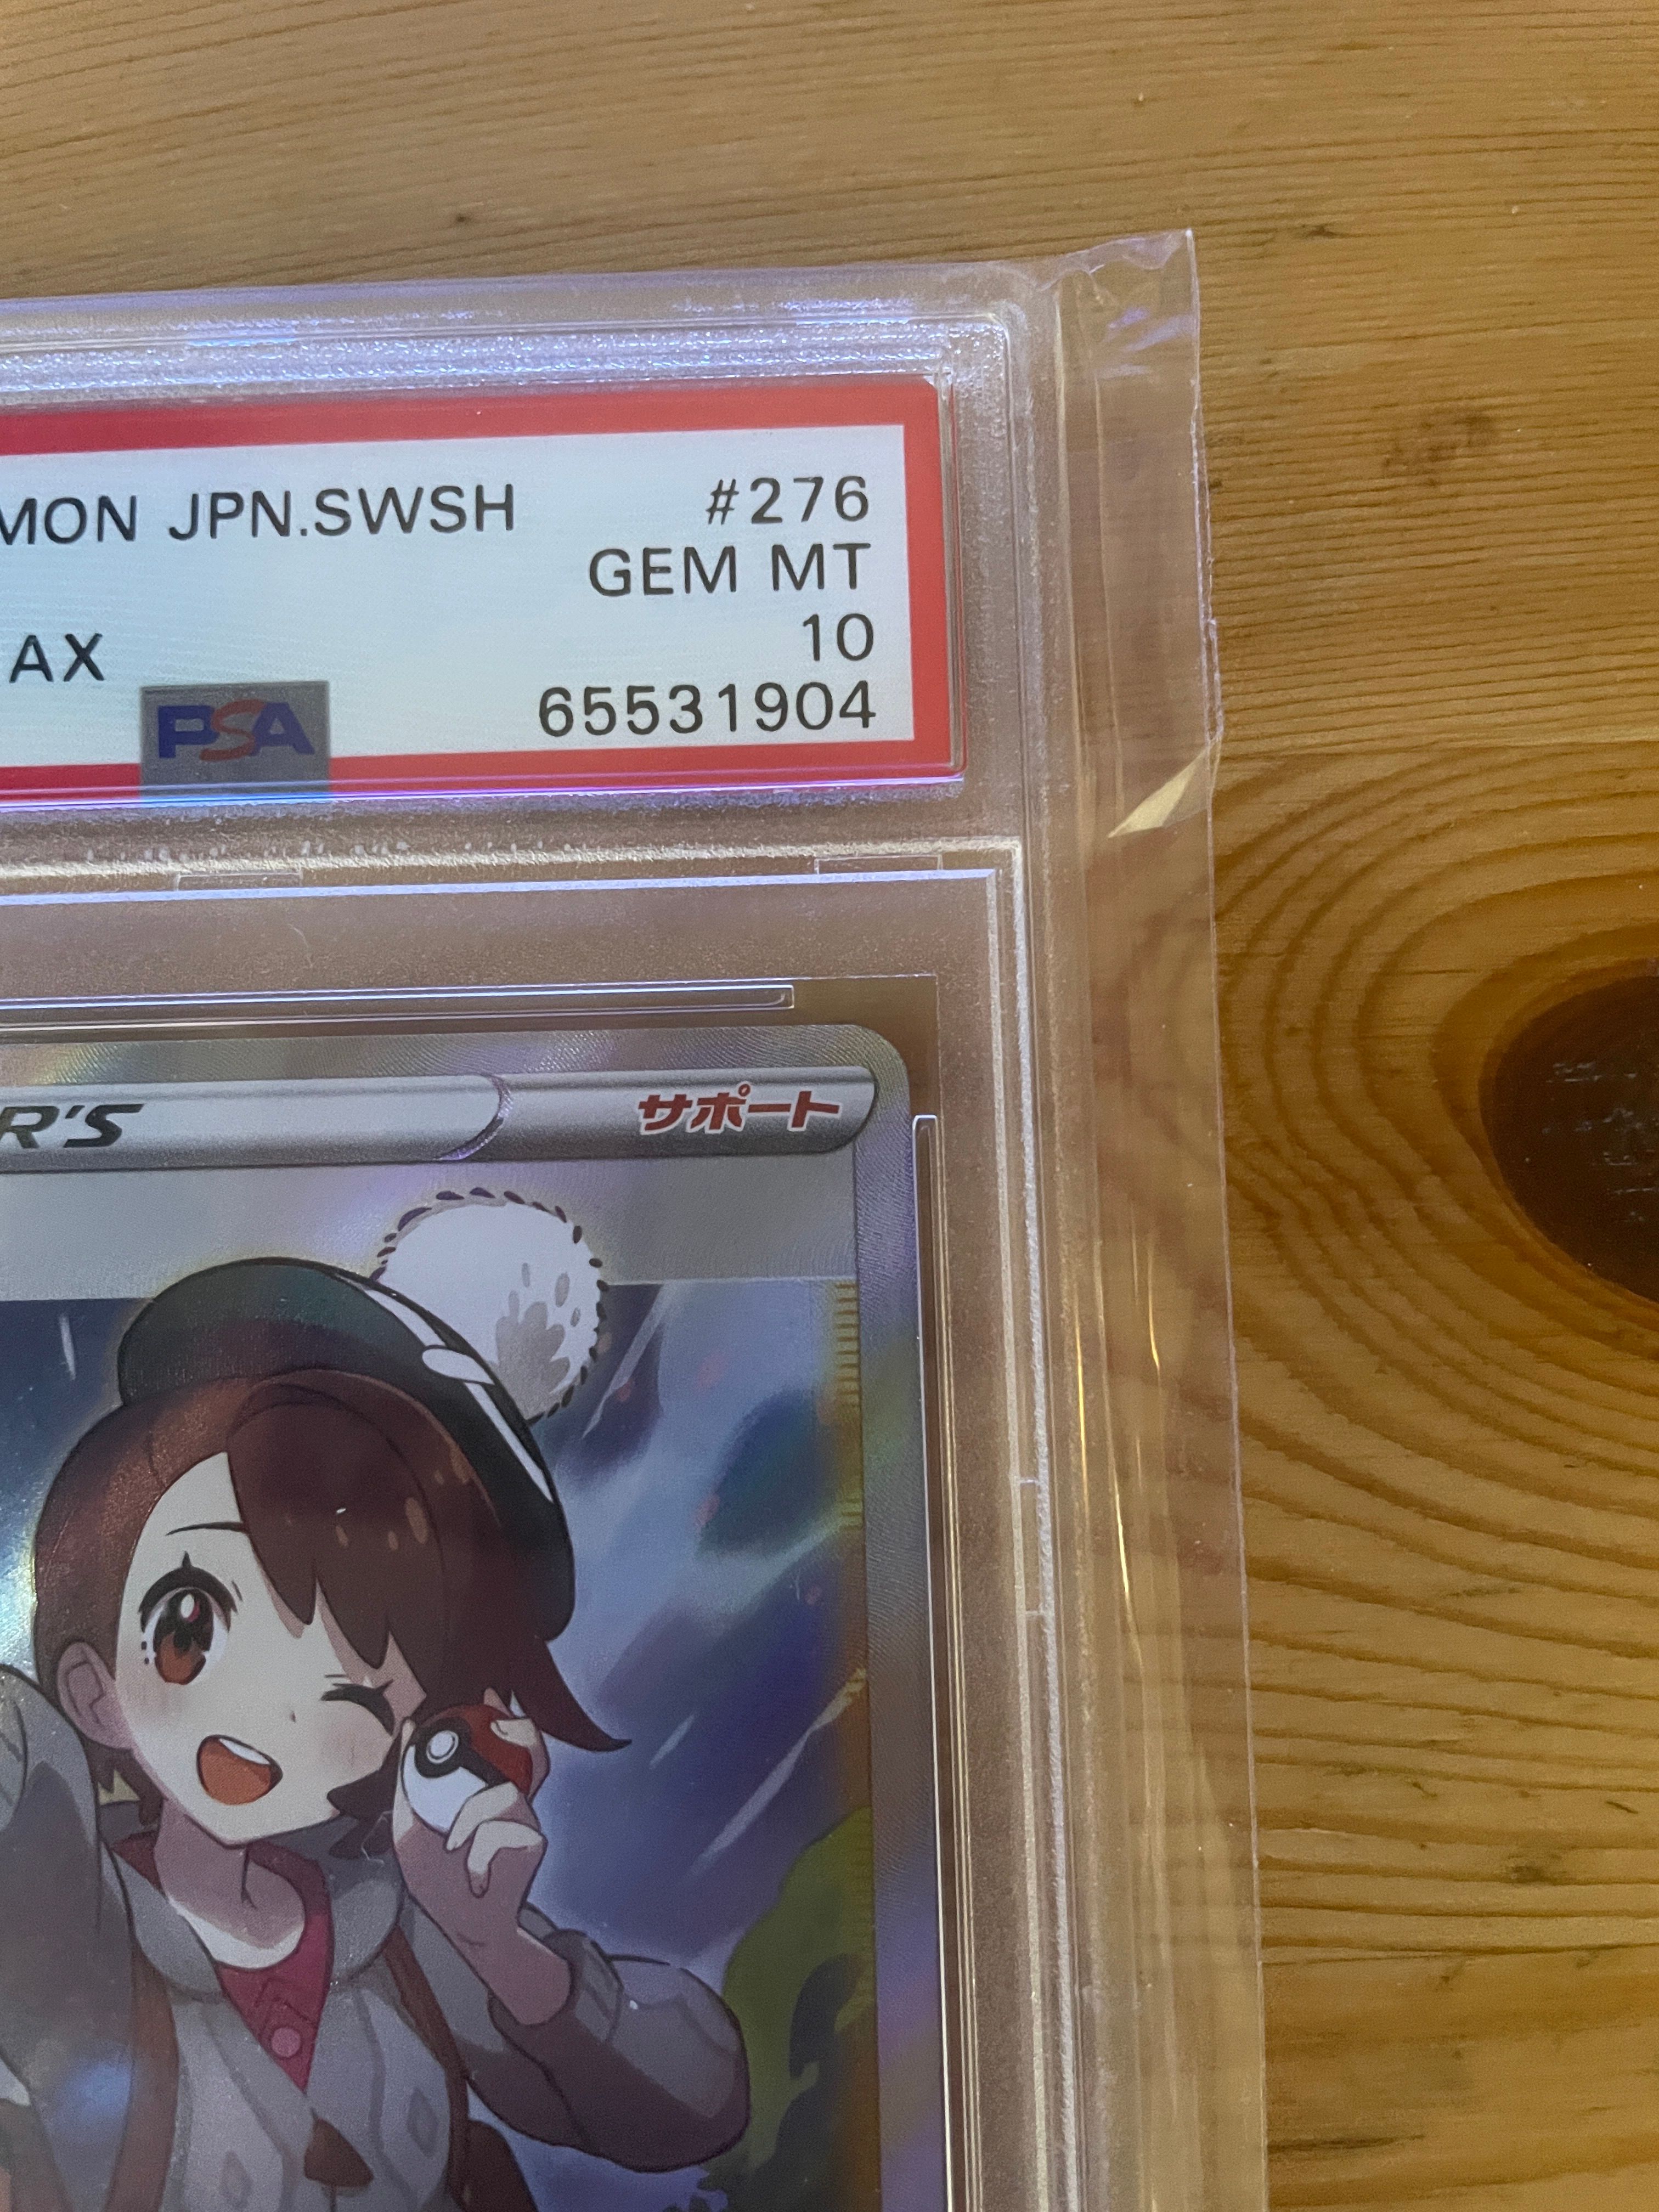 MON JPN.SWSH #276
GEM MT
AX 10
PSA 65531904
R'S サポート